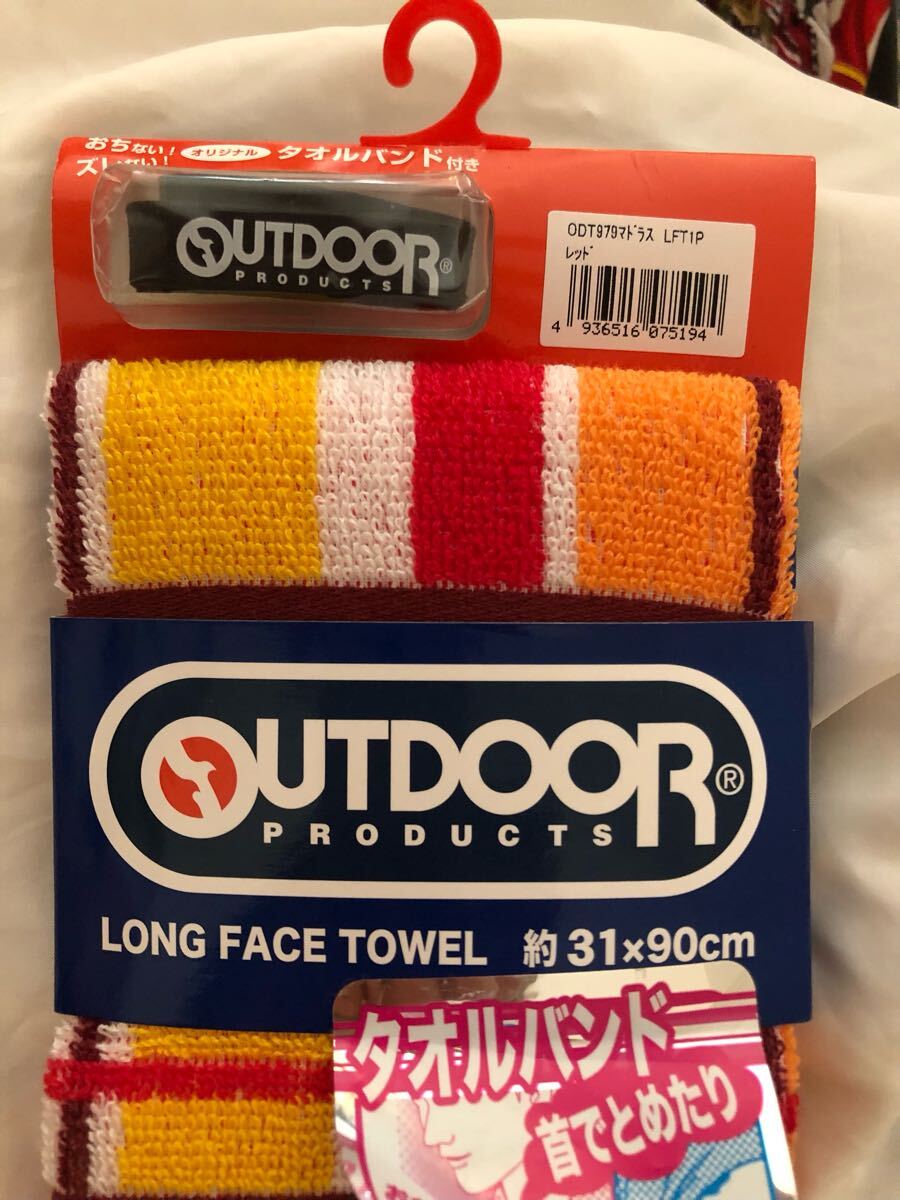 おちない! オリジナル タオルバンド付き
ズレない!
OUTDOOR®
PRODUCTS
ODT979マドラス LFT1P
レッド
4 936516 075194
OUTDOOR®
PRODUCTS
LONG FACE TOWEL 約31×90cm
タオルバンド
首でとめたり